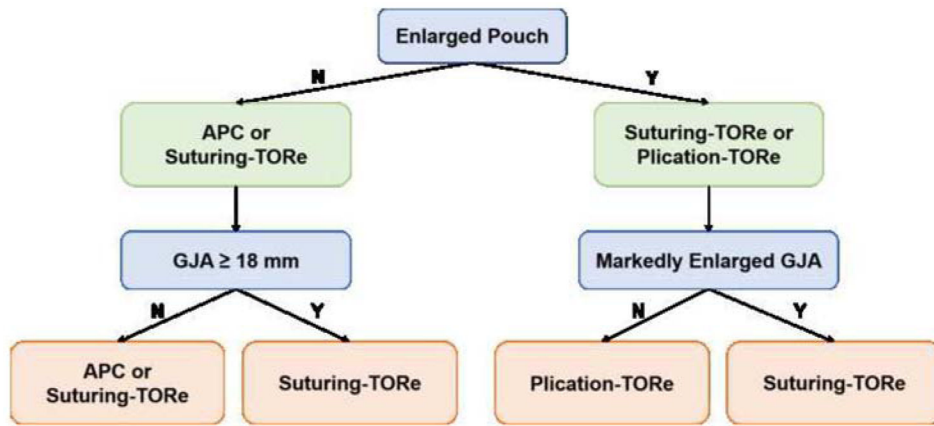 Enlarged Pouch
N
Y
APC or
Suturing-TORe
Suturing-TORe or
Plication-TORe
GJA ≥ 18 mm
Markedly Enlarged GJA
N
Y
N
Y
APC or
Suturing-TORe
Suturing-TORe
Plication-TORe
Suturing-TORe